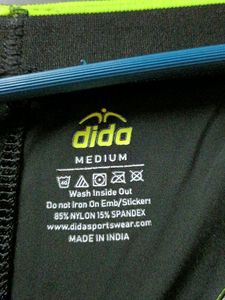 dida
MEDIUM
Wash Inside Out
Do not Iron On Emb/Stickers
85% NYLON 15% SPANDEX
www.didasportswear.com
MADE IN INDIA